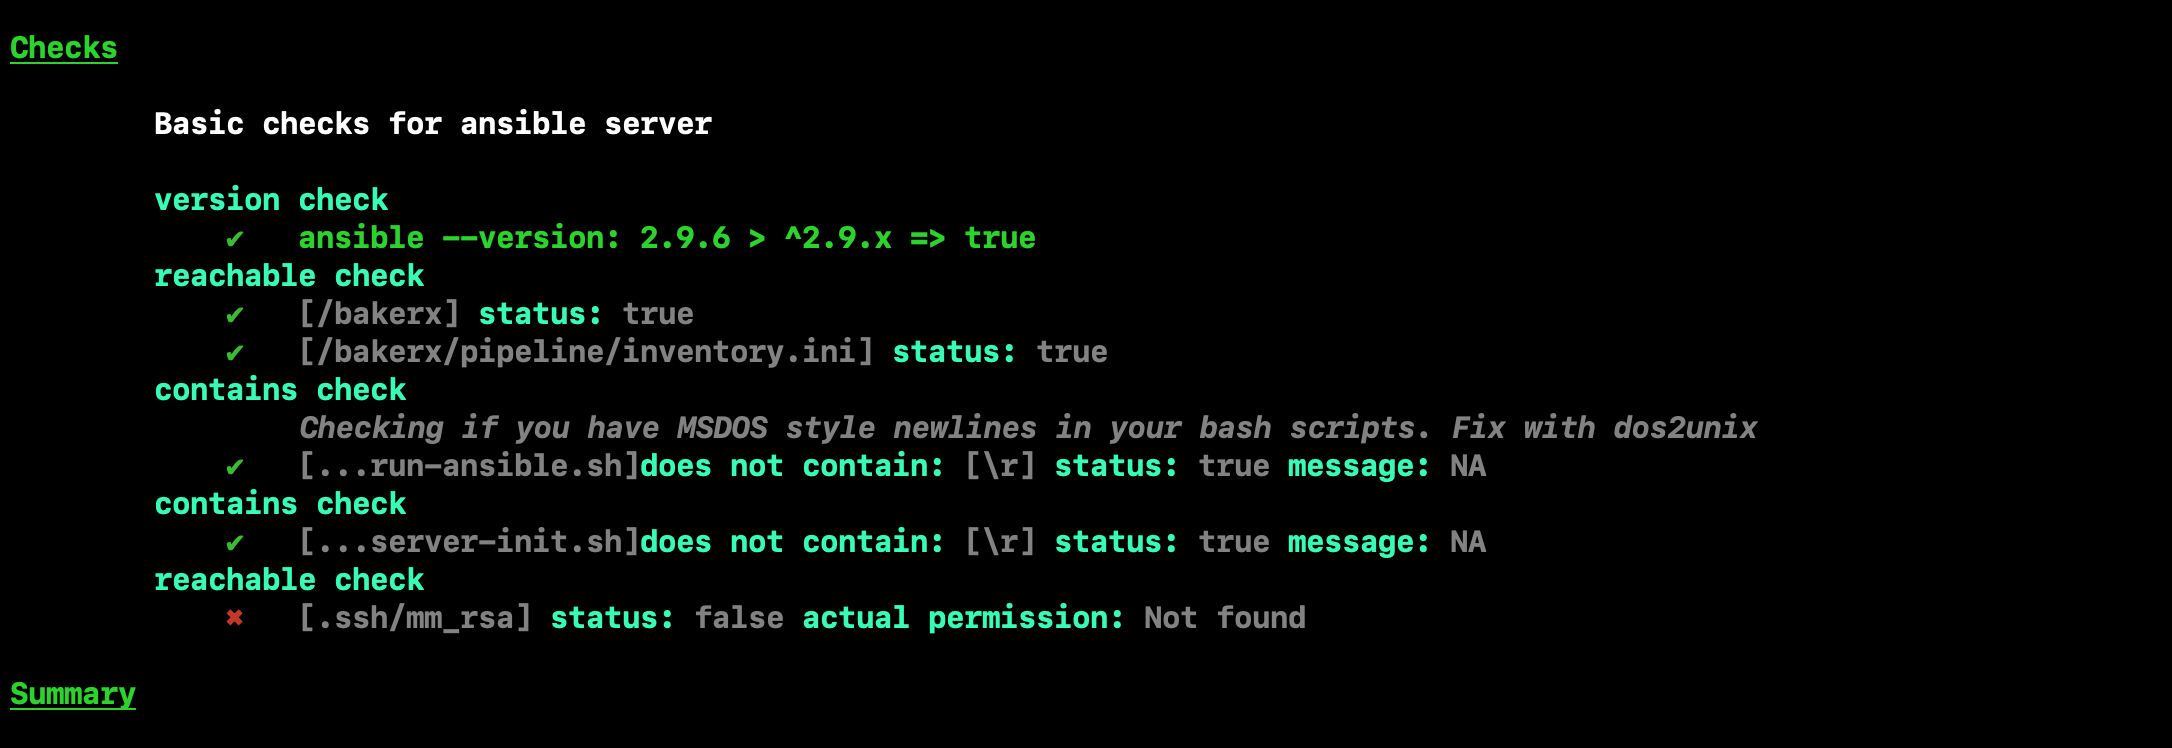 Checks
Basic checks for ansible server
version check
✔ ansible --version: 2.9.6 > ^2.9.x => true
reachable check
✔ [/bakerx] status: true
✔ [/bakerx/pipeline/inventory.ini] status: true
contains check
Checking if you have MSDOS style newlines in your bash scripts. Fix with dos2unix
✔ [...run-ansible.sh]does not contain: [\r] status: true message: NA
contains check
✔ [...server-init.sh]does not contain: [\r] status: true message: NA
reachable check
✖ [.ssh/mm_rsa] status: false actual permission: Not found
Summary